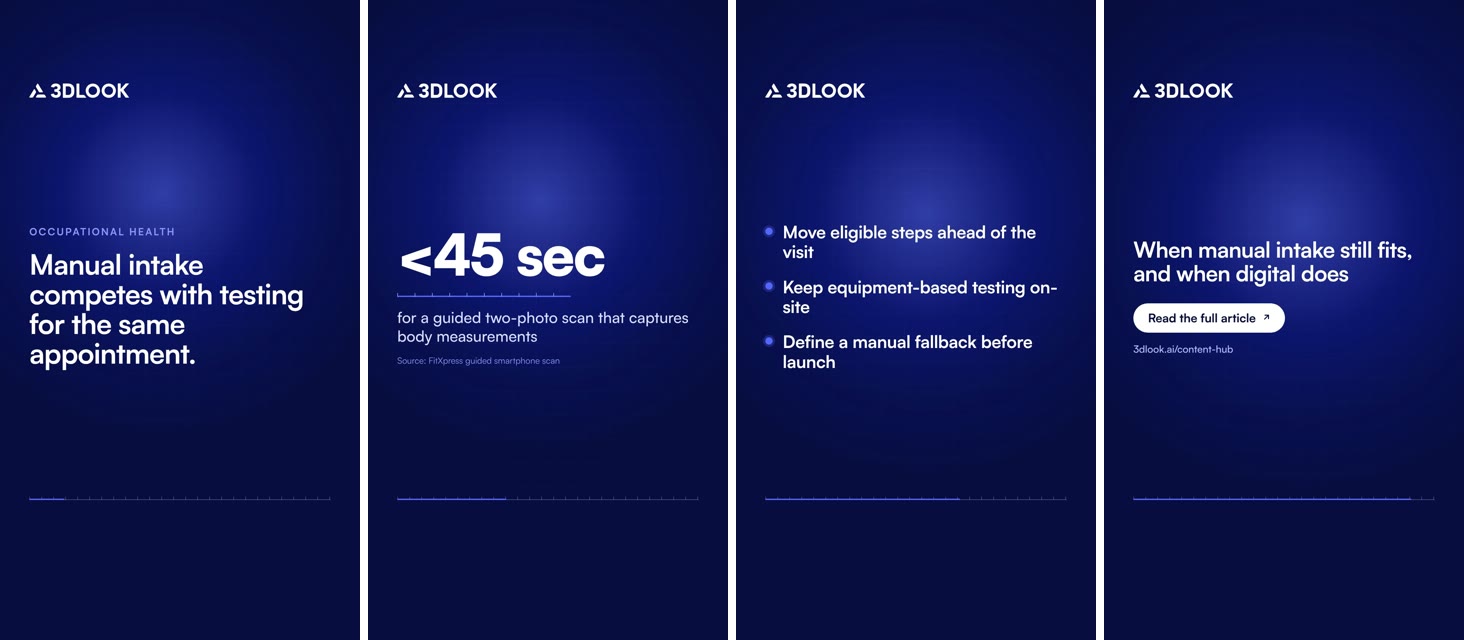 3DLOOK
OCCUPATIONAL HEALTH
Manual intake
competes with testing
for the same
appointment.
3DLOOK
<45 sec
for a guided two-photo scan that captures
body measurements
Source: FitXpress guided smartphone scan
3DLOOK
Move eligible steps ahead of the
visit
Keep equipment-based testing on-
site
Define a manual fallback before
launch
3DLOOK
When manual intake still fits,
and when digital does
Read the full article ↗
3dlook.ai/content-hub